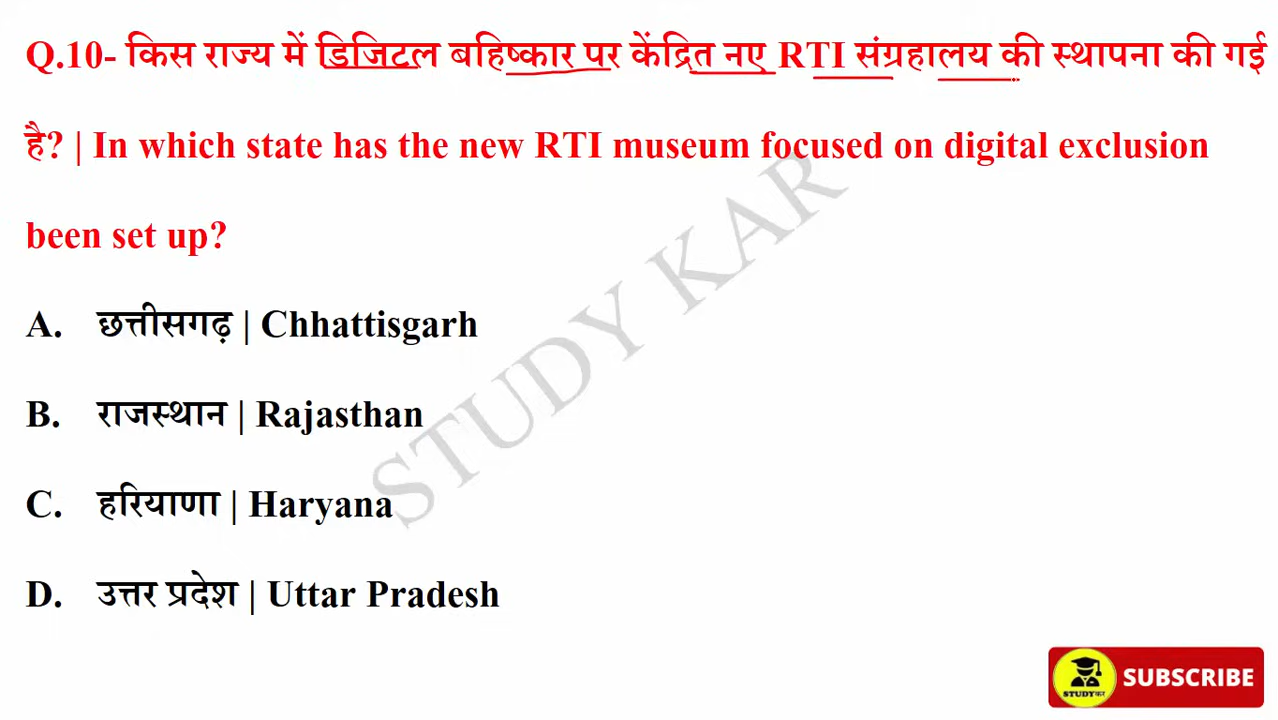 Q.10- किस राज्य में डिजिटल बहिष्कार पर केंद्रित नए RTI संग्रहालय की स्थापना की गई
है? | In which state has the new RTI museum focused on digital exclusion
been set up?
A. छत्तीसगढ़ | Chhattisgarh
B. राजस्थान | Rajasthan
C. हरियाणा | Haryana
D. उत्तर प्रदेश | Uttar Pradesh
STUDY KAR
STUDYकर
SUBSCRIBE